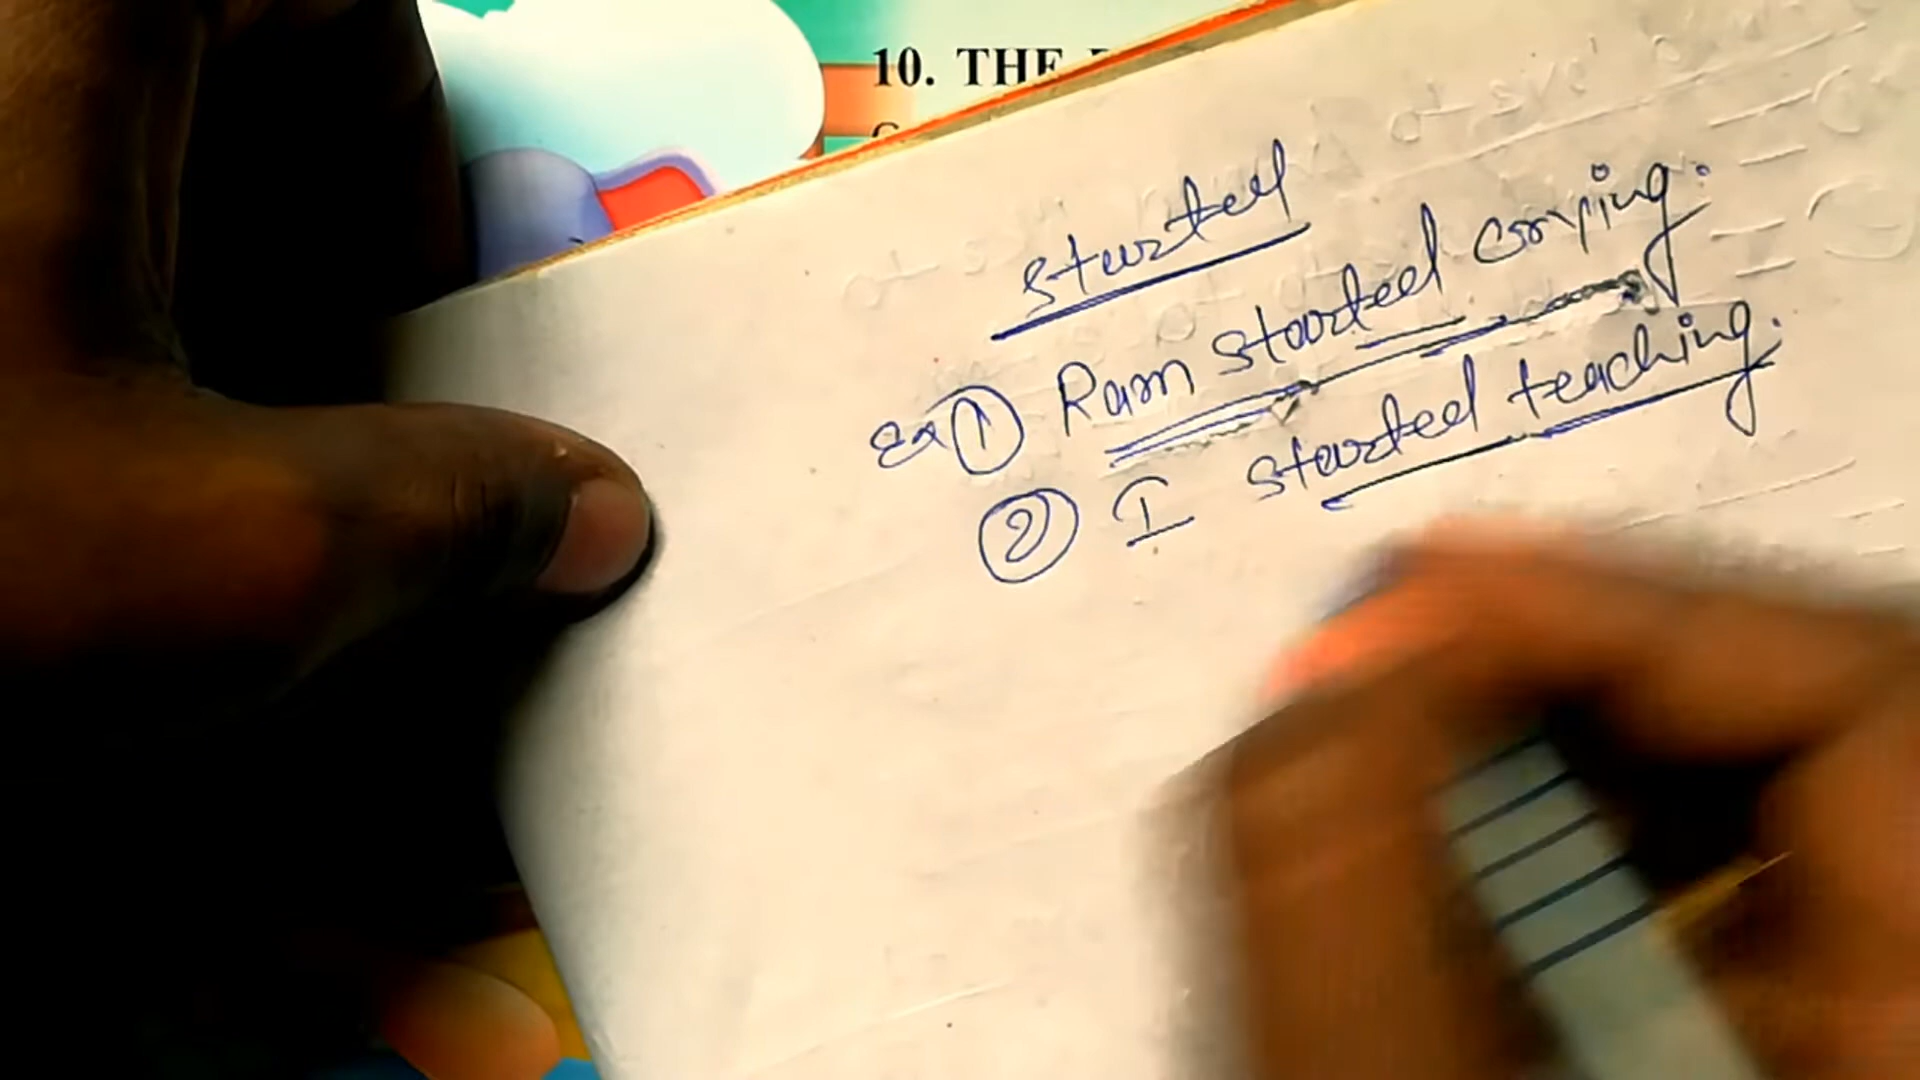 10. THE
started
Ex ① Ram started crying.
② I started teaching.